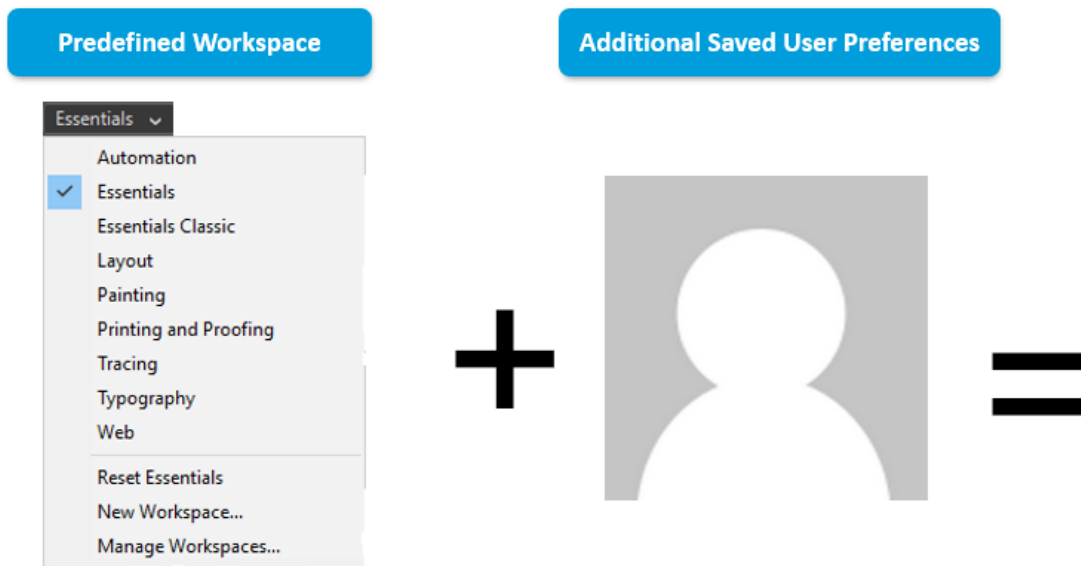 Predefined Workspace
Additional Saved User Preferences
Essentials
Automation
Essentials
Essentials Classic
Layout
Painting
Printing and Proofing
Tracing
Typography
Web
Reset Essentials
New Workspace...
Manage Workspaces...
+
=